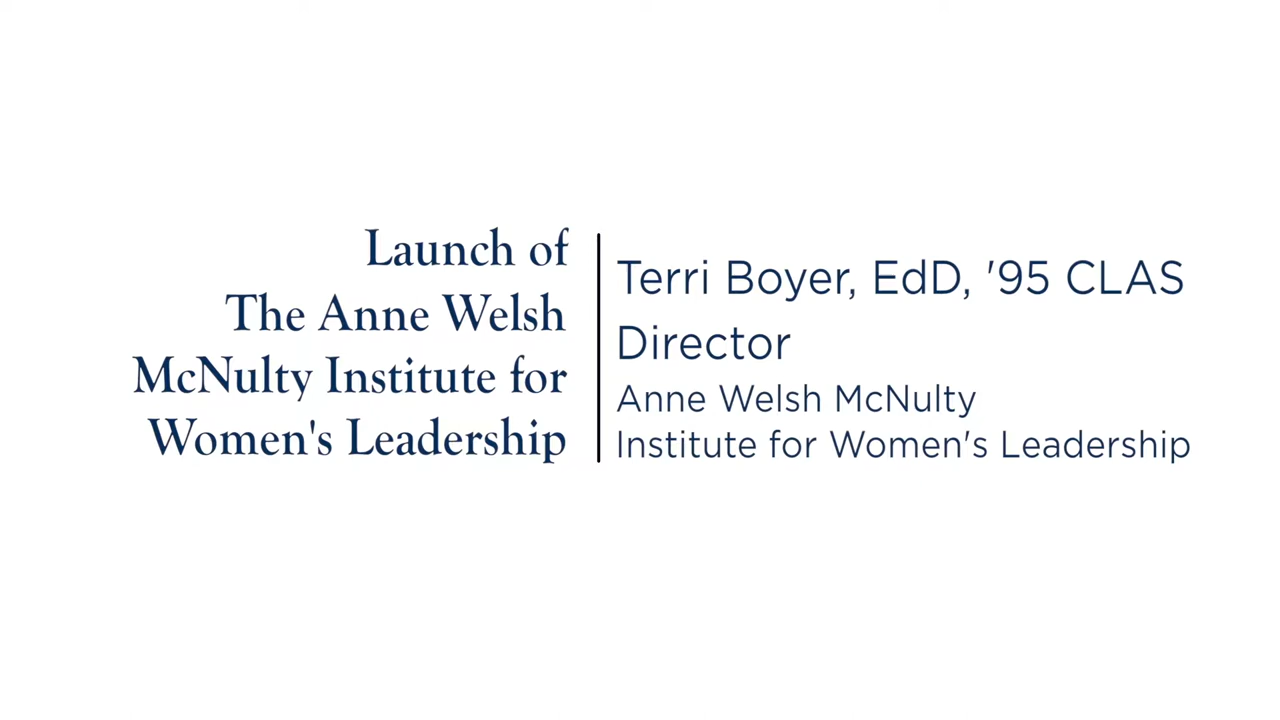 Launch of
The Anne Welsh
McNulty Institute for
Women's Leadership
Terri Boyer, EdD, '95 CLAS
Director
Anne Welsh McNulty
Institute for Women's Leadership